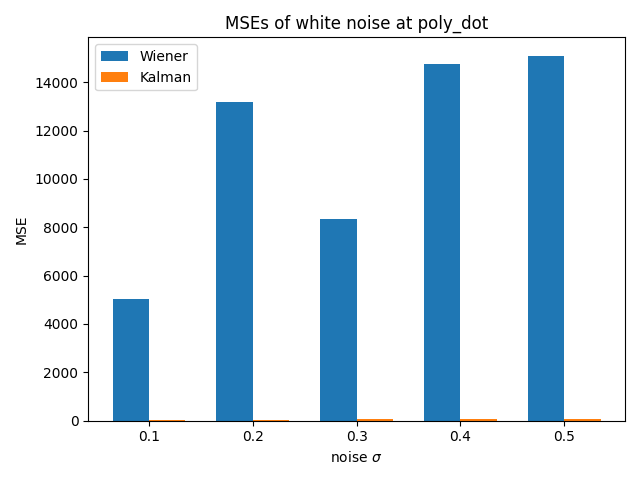 MSEs of white noise at poly_dot
Wiener
Kalman
MSE
14000
12000
10000
8000
6000
4000
2000
0
0.1 0.2 0.3 0.4 0.5
noise σ